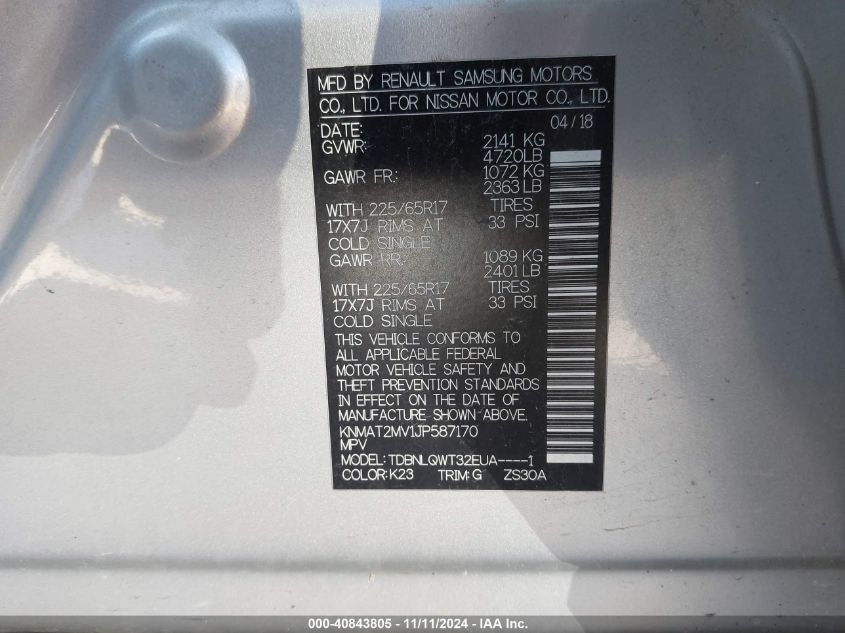 MFD BY RENAULT SAMSUNG MOTORS
CO., LTD. FOR NISSAN MOTOR CO., LTD.
DATE: 04/18
GVWR: 2141 KG
4720LB
GAWR FR.: 1072 KG
2363 LB
WITH 225/65R17 TIRES
17X7J RIMS AT 33 PSI
COLD SINGLE
GAWR RR.: 1089 KG
2401 LB
WITH 225/65R17 TIRES
17X7J RIMS AT 33 PSI
COLD SINGLE
THIS VEHICLE CONFORMS TO
ALL APPLICABLE FEDERAL
MOTOR VEHICLE SAFETY AND
THEFT PREVENTION STANDARDS
IN EFFECT ON THE DATE OF
MANUFACTURE SHOWN ABOVE.
KNMAT2MV1JP587170
MPV
MODEL: TDBNLQWT32EUA----1
COLOR: K23 TRIM: G ZS30A
000-40843805 - 11/11/2024 - IAA Inc.